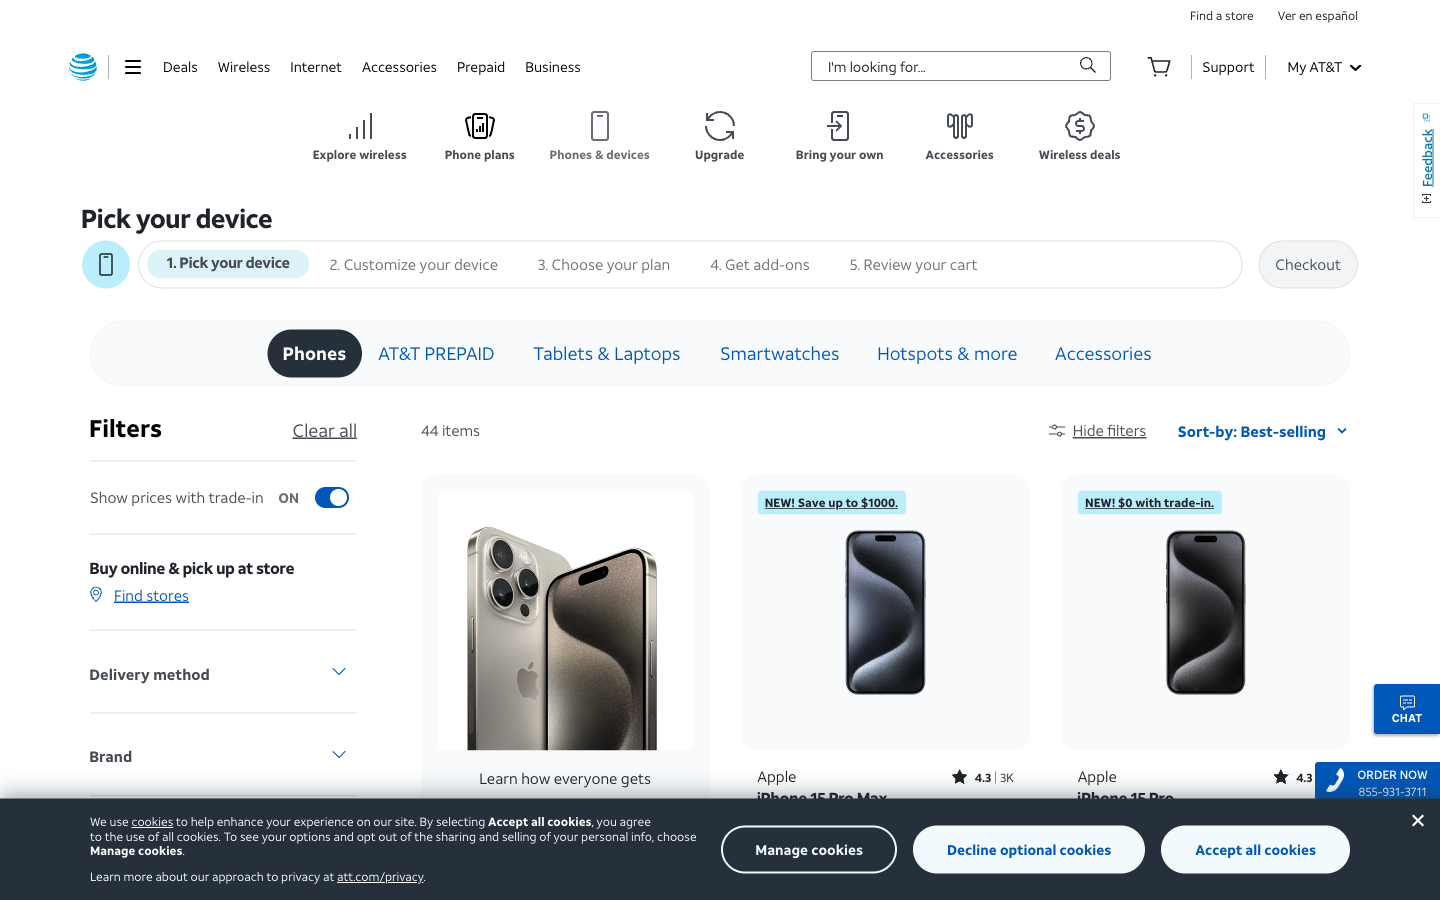 Find a store
Ver en español
Deals
Wireless
Internet
Accessories
Prepaid
Business
I'm looking for...
Support
My AT&T
Explore wireless
Phone plans
Phones & devices
Upgrade
Bring your own
Accessories
Wireless deals
Feedback
Pick your device
1. Pick your device
2. Customize your device
3. Choose your plan
4. Get add-ons
5. Review your cart
Checkout
Phones
AT&T PREPAID
Tablets & Laptops
Smartwatches
Hotspots & more
Accessories
Filters
Clear all
44 items
Hide filters
Sort-by: Best-selling
Show prices with trade-in
ON
Buy online & pick up at store
Find stores
Delivery method
Brand
Learn how everyone gets
NEW! Save up to $1000.
Apple
4.3 | 3K
iPhone 15 Pro Max
NEW! $0 with trade-in.
Apple
4.3
iPhone 15 Pro
CHAT
ORDER NOW
855-931-3711
We use cookies to help enhance your experience on our site. By selecting Accept all cookies, you agree
to the use of all cookies. To see your options and opt out of the sharing and selling of your personal info, choose
Manage cookies.
Learn more about our approach to privacy at att.com/privacy.
Manage cookies
Decline optional cookies
Accept all cookies